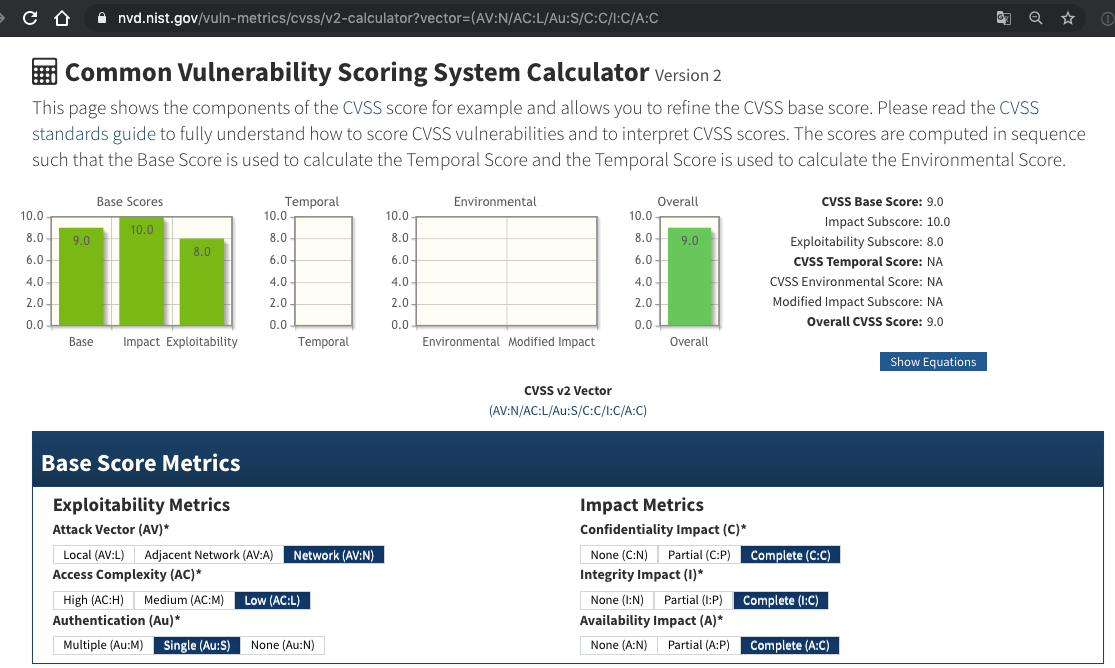 nvd.nist.gov/vuln-metrics/cvss/v2-calculator?vector=(AV:N/AC:L/Au:S/C:C/I:C/A:C
Common Vulnerability Scoring System Calculator Version 2
This page shows the components of the CVSS score for example and allows you to refine the CVSS base score. Please read the CVSS
standards guide to fully understand how to score CVSS vulnerabilities and to interpret CVSS scores. The scores are computed in sequence
such that the Base Score is used to calculate the Temporal Score and the Temporal Score is used to calculate the Environmental Score.
Base Scores
10.0
8.0
6.0
4.0
2.0
0.0
9.0
10.0
8.0
Base Impact Exploitability
Temporal
10.0
8.0
6.0
4.0
2.0
0.0
Temporal
Environmental
10.0
8.0
6.0
4.0
2.0
0.0
Environmental Modified Impact
Overall
10.0
8.0
6.0
4.0
2.0
0.0
9.0
Overall
CVSS Base Score: 9.0
Impact Subscore: 10.0
Exploitability Subscore: 8.0
CVSS Temporal Score: NA
CVSS Environmental Score: NA
Modified Impact Subscore: NA
Overall CVSS Score: 9.0
Show Equations
CVSS v2 Vector
(AV:N/AC:L/Au:S/C:C/I:C/A:C)
Base Score Metrics
Exploitability Metrics
Attack Vector (AV)*
Local (AV:L) Adjacent Network (AV:A) Network (AV:N)
Access Complexity (AC)*
High (AC:H) Medium (AC:M) Low (AC:L)
Authentication (Au)*
Multiple (Au:M) Single (Au:S) None (Au:N)
Impact Metrics
Confidentiality Impact (C)*
None (C:N) Partial (C:P) Complete (C:C)
Integrity Impact (I)*
None (I:N) Partial (I:P) Complete (I:C)
Availability Impact (A)*
None (A:N) Partial (A:P) Complete (A:C)